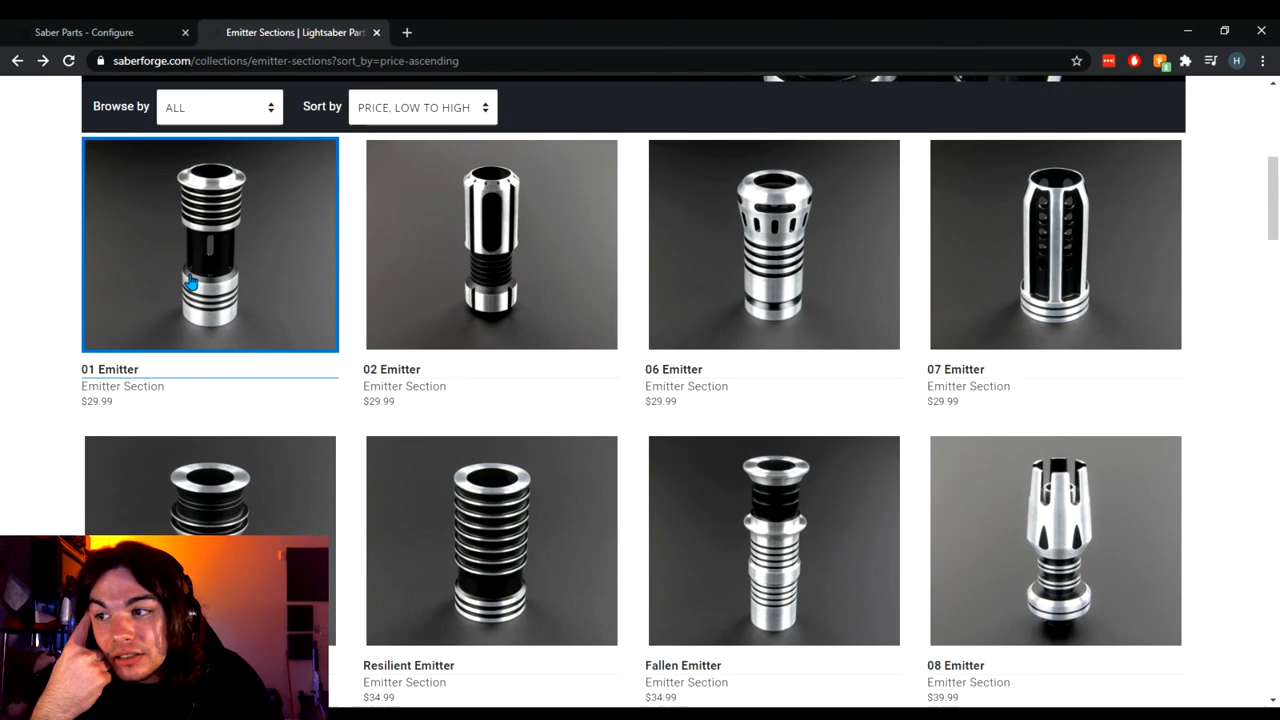 Saber Parts - Configure
Emitter Sections | Lightsaber Par
saberforge.com/collections/emitter-sections?sort_by=price-ascending
1
H
Browse by
ALL
Sort by
PRICE, LOW TO HIGH
01 Emitter
Emitter Section
$29.99
02 Emitter
Emitter Section
$29.99
06 Emitter
Emitter Section
$29.99
07 Emitter
Emitter Section
$29.99
Resilient Emitter
Emitter Section
$34.99
Fallen Emitter
Emitter Section
$34.99
08 Emitter
Emitter Section
$39.99